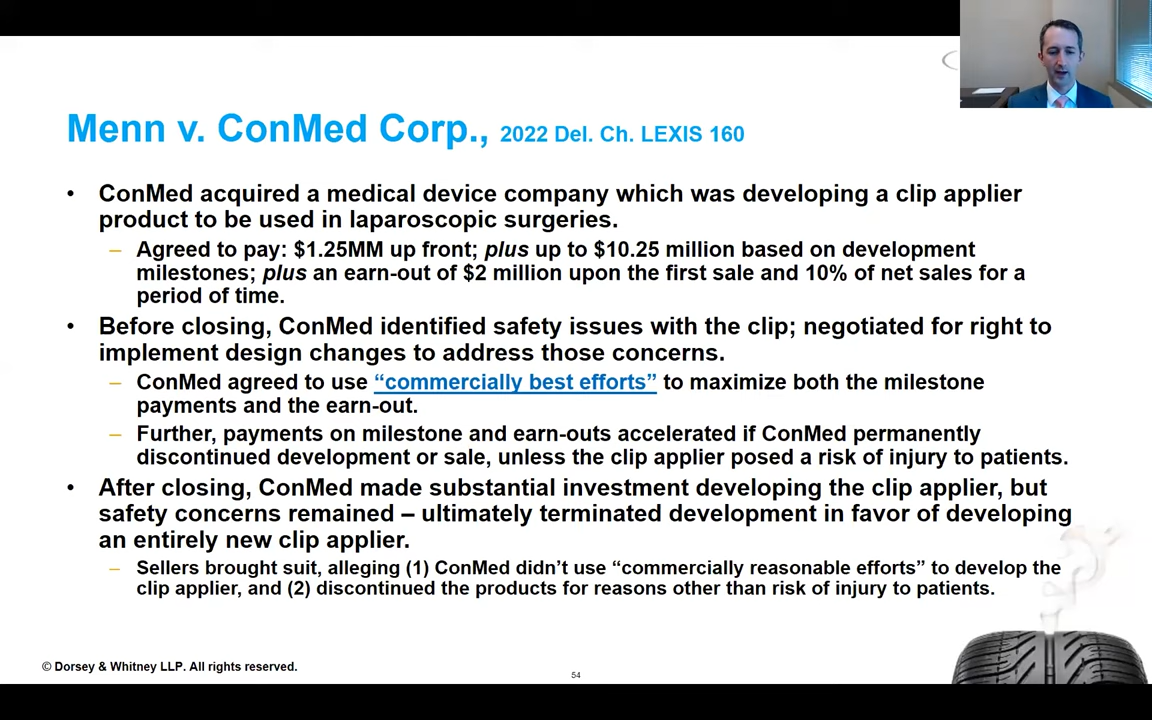 Menn v. ConMed Corp., 2022 Del. Ch. LEXIS 160
• ConMed acquired a medical device company which was developing a clip applier
product to be used in laparoscopic surgeries.
– Agreed to pay: $1.25MM up front; plus up to $10.25 million based on development
milestones; plus an earn-out of $2 million upon the first sale and 10% of net sales for a
period of time.
• Before closing, ConMed identified safety issues with the clip; negotiated for right to
implement design changes to address those concerns.
– ConMed agreed to use “commercially best efforts” to maximize both the milestone
payments and the earn-out.
– Further, payments on milestone and earn-outs accelerated if ConMed permanently
discontinued development or sale, unless the clip applier posed a risk of injury to patients.
• After closing, ConMed made substantial investment developing the clip applier, but
safety concerns remained – ultimately terminated development in favor of developing
an entirely new clip applier.
– Sellers brought suit, alleging (1) ConMed didn’t use “commercially reasonable efforts” to develop the
clip applier, and (2) discontinued the products for reasons other than risk of injury to patients.
© Dorsey & Whitney LLP. All rights reserved.
54